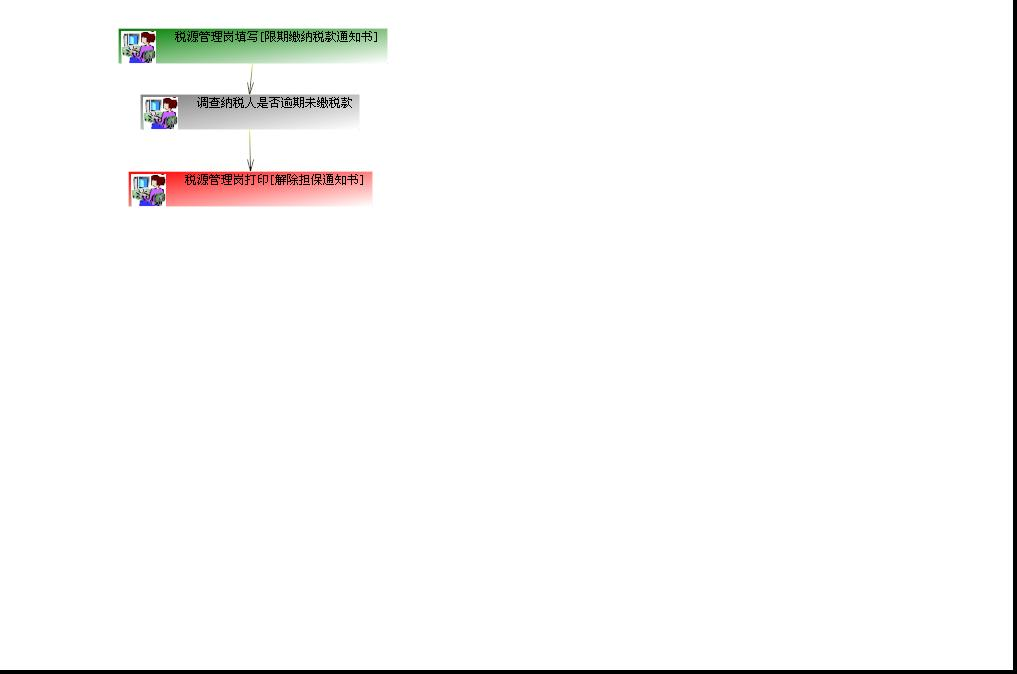 税源管理岗填写[限期缴纳税款通知书]
调查纳税人是否逾期未缴税款
税源管理岗打印[解除担保通知书]